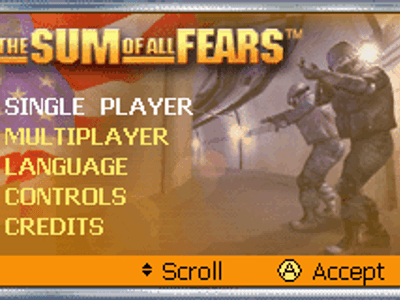 THE SUM OF ALL FEARS™
SINGLE PLAYER
MULTIPLAYER
LANGUAGE
CONTROLS
CREDITS
Scroll A Accept